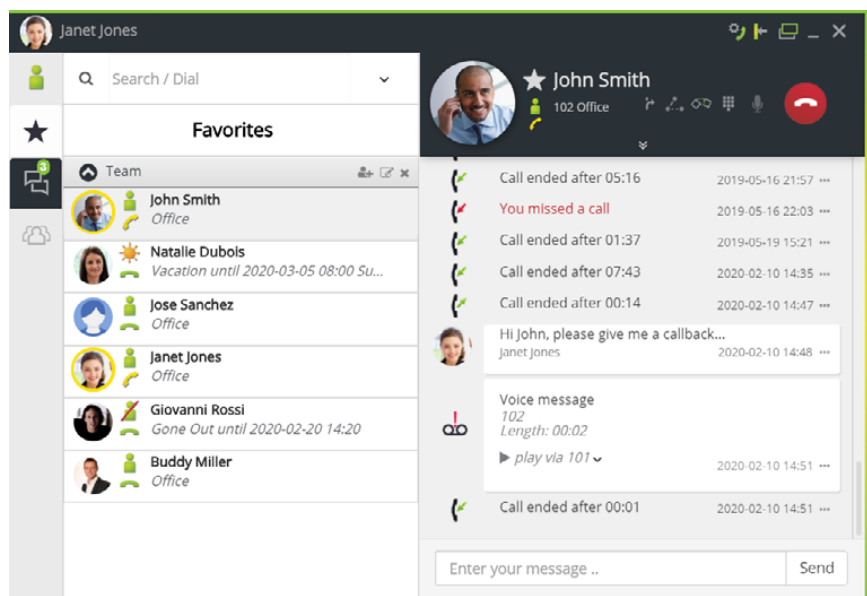 Janet Jones
Search / Dial
Favorites
3
Team
John Smith
Office
Natalie Dubois
Vacation until 2020-03-05 08:00 Su...
Jose Sanchez
Office
Janet Jones
Office
Giovanni Rossi
Gone Out until 2020-02-20 14:20
Buddy Miller
Office
John Smith
102 Office
Call ended after 05:16 2019-05-16 21:57
You missed a call 2019-05-16 22:03
Call ended after 01:37 2019-05-19 15:21
Call ended after 07:43 2020-02-10 14:35
Call ended after 00:14 2020-02-10 14:47
Hi John, please give me a callback...
Janet Jones 2020-02-10 14:48
Voice message
102
Length: 00:02
play via 101
2020-02-10 14:51
Call ended after 00:01 2020-02-10 14:51
Enter your message .. Send